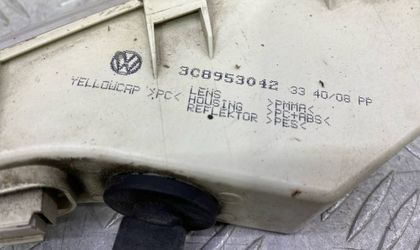 3C8953042 33 40/08 PP
YELLOWCAP >PC< LENS >PMMA<
HOUSING >PC+ABS<
REFLEKTOR >PES<